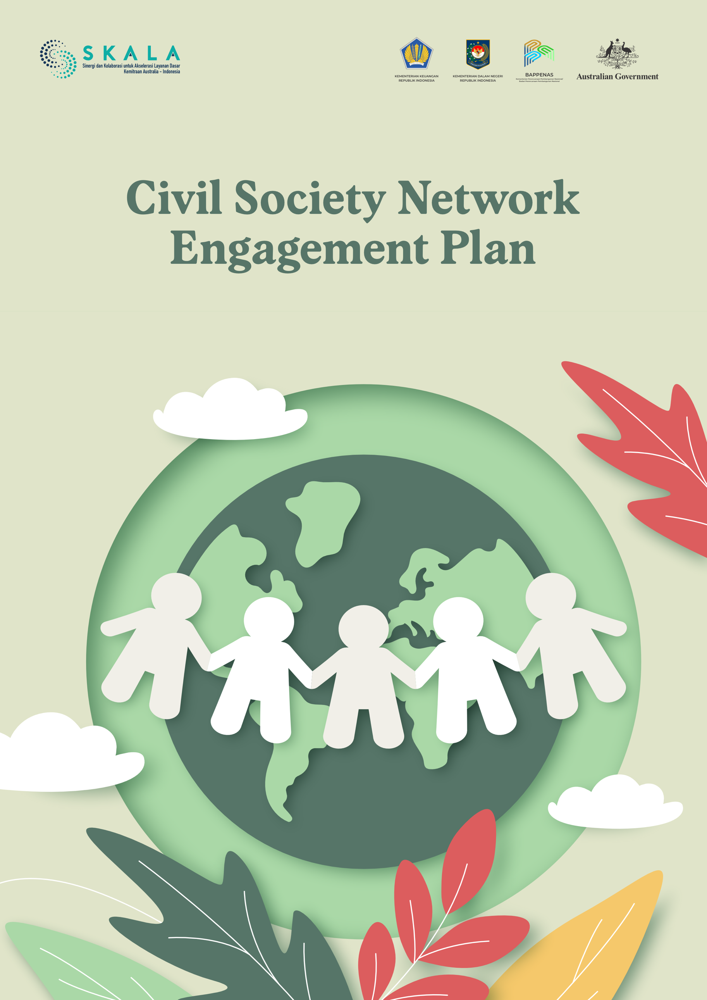 SKALA
Sinergi dan Kolaborasi untuk Akselerasi Layanan Dasar
Kemitraan Australia – Indonesia
KEMENTERIAN KEUANGAN
REPUBLIK INDONESIA
KEMENTERIAN DALAM NEGERI
REPUBLIK INDONESIA
BAPPENAS
Kementerian Perencanaan Pembangunan Nasional/
Badan Perencanaan Pembangunan Nasional
AUSTRALIA
Australian Government
Civil Society Network
Engagement Plan